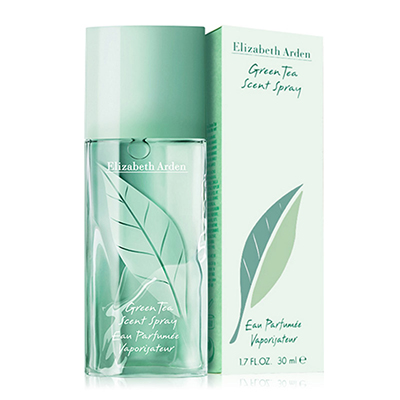 Elizabeth Arden
Green Tea
Scent Spray
Eau Parfumée
Vaporisateur
Elizabeth Arden
Green Tea
Scent Spray
Eau Parfumée
Vaporisateur
1.7 FL.OZ. 30 ml e